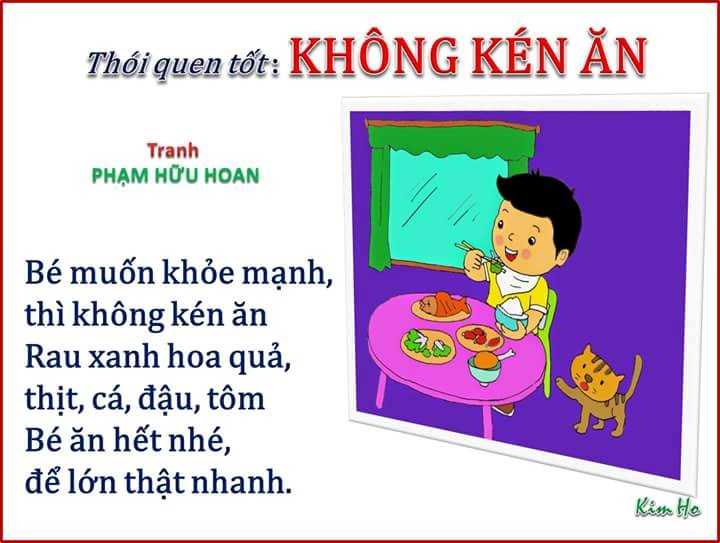 Thói quen tốt: KHÔNG KÉN ĂN
Tranh
PHẠM HỮU HOAN
Bé muốn khỏe mạnh,
thì không kén ăn
Rau xanh hoa quả,
thịt, cá, đậu, tôm
Bé ăn hết nhé,
để lớn thật nhanh.
Kim Ho